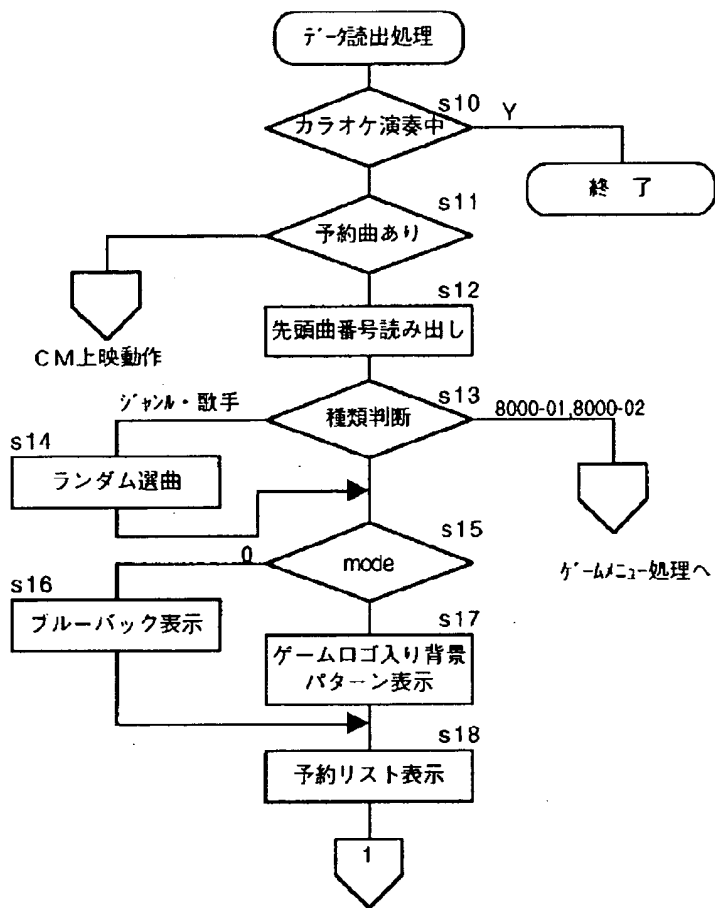 データ読出処理
s10
カラオケ演奏中
Y
終 了
s11
予約曲あり
s12
CM上映動作
先頭曲番号読み出し
s13
ジャンル・歌手
種類判断
8000-01,8000-02
s14
ランダム選曲
s15
0
mode
ゲームメニュー処理へ
s16
ブルーバック表示
s17
ゲームロゴ入り背景
パターン表示
s18
予約リスト表示
1